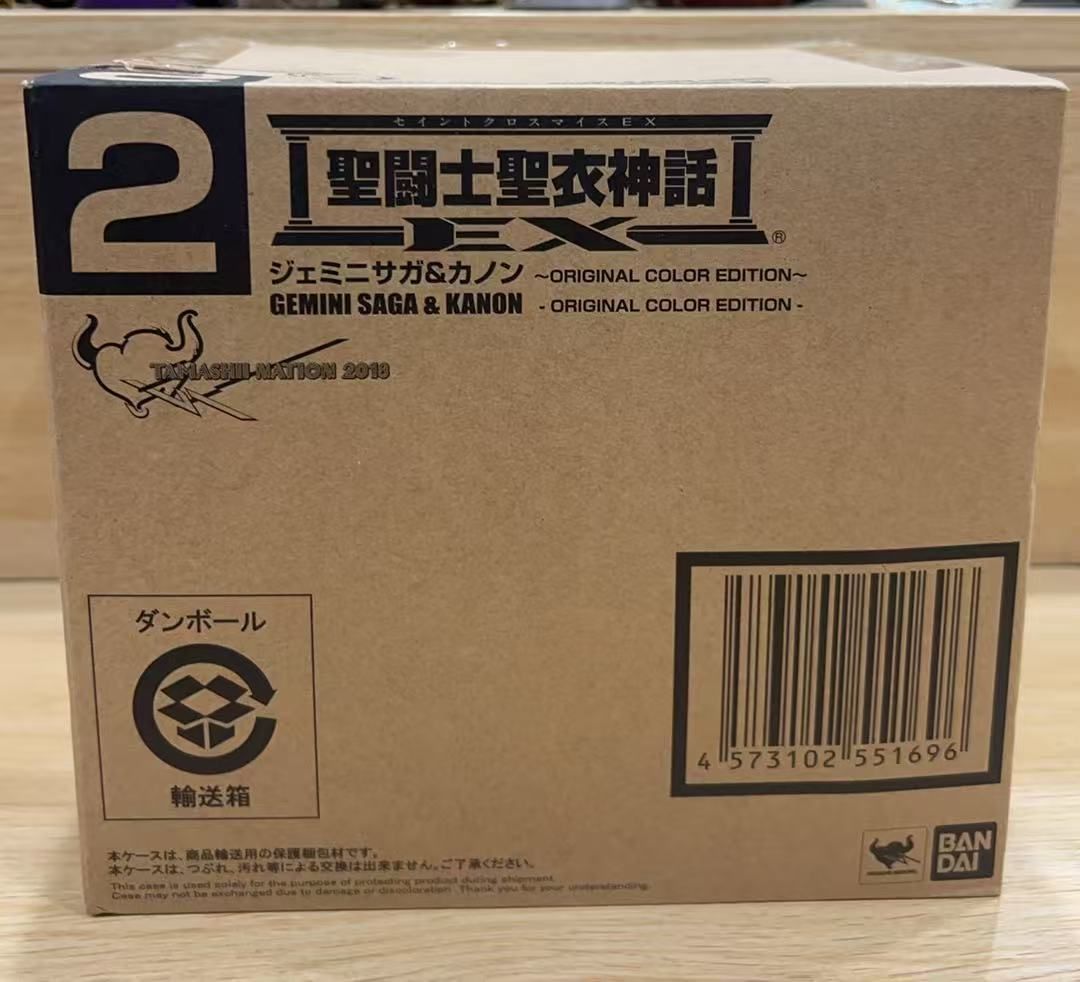 2
セイントクロスマイスEX
聖闘士聖衣神話
EX®
ジェミニサガ&カノン ～ORIGINAL COLOR EDITION～
GEMINI SAGA & KANON - ORIGINAL COLOR EDITION -
TAMASHII NATION 2018
ダンボール
輸送箱
4 573102 551696
本ケースは、商品輸送用の保護梱包材です。
本ケースは、つぶれ、汚れ等による交換は出来ません。ご了承ください。
This case is used solely for the purpose of protecting product during shipment.
Case may not be exchanged due to damage or discoloration. Thank you for your understanding.
BAN
DAI